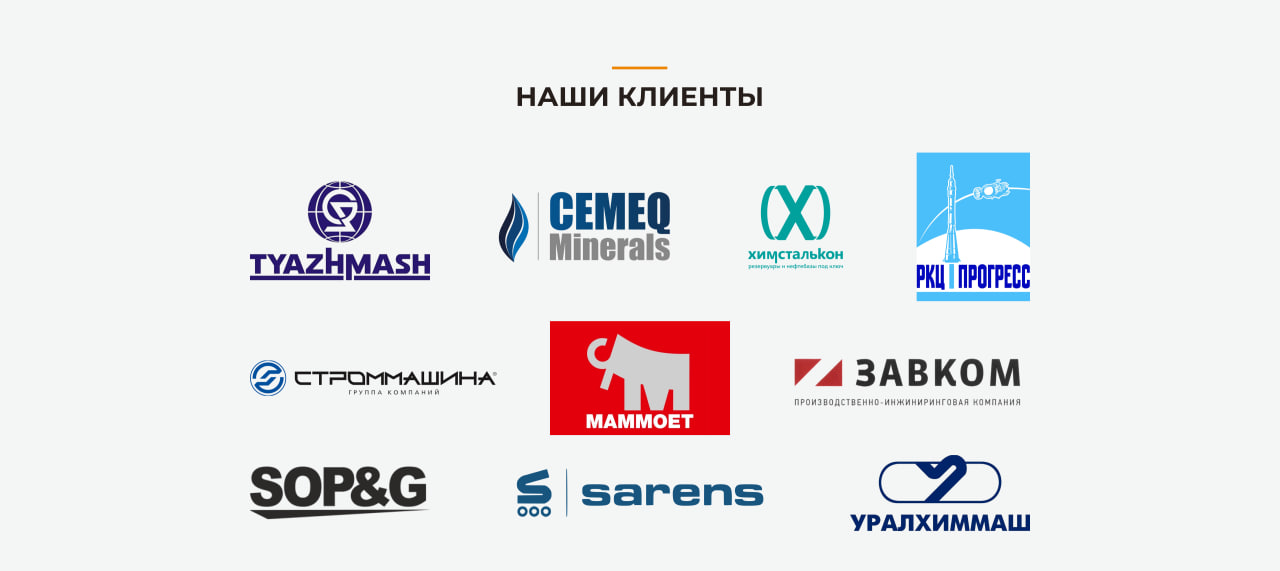 НАШИ КЛИЕНТЫ
TYAZHMASH
CEMEQ
Minerals
(X)
химсталькон
резервуары и нефтебазы под ключ
РКЦ ПРОГРЕСС
СТРОММАШИНА®
ГРУППА КОМПАНИЙ
MAMMOET
ЗАВКОМ
ПРОИЗВОДСТВЕННО-ИНЖИНИРИНГОВАЯ КОМПАНИЯ
SOP&G
sarens
УРАЛХИММАШ